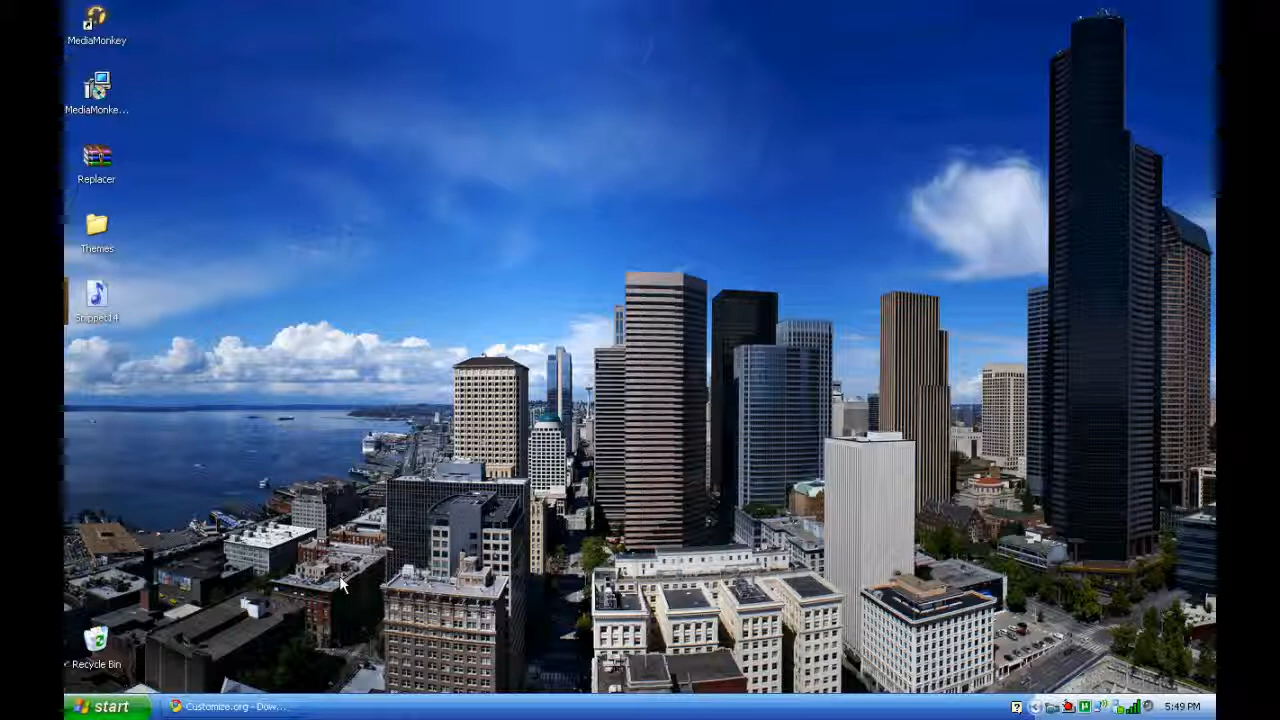 MediaMonkey
MediaMonke...
Replacer
Themes
Snippet14
Recycle Bin
start
Customize.org - Dow...
5:49 PM